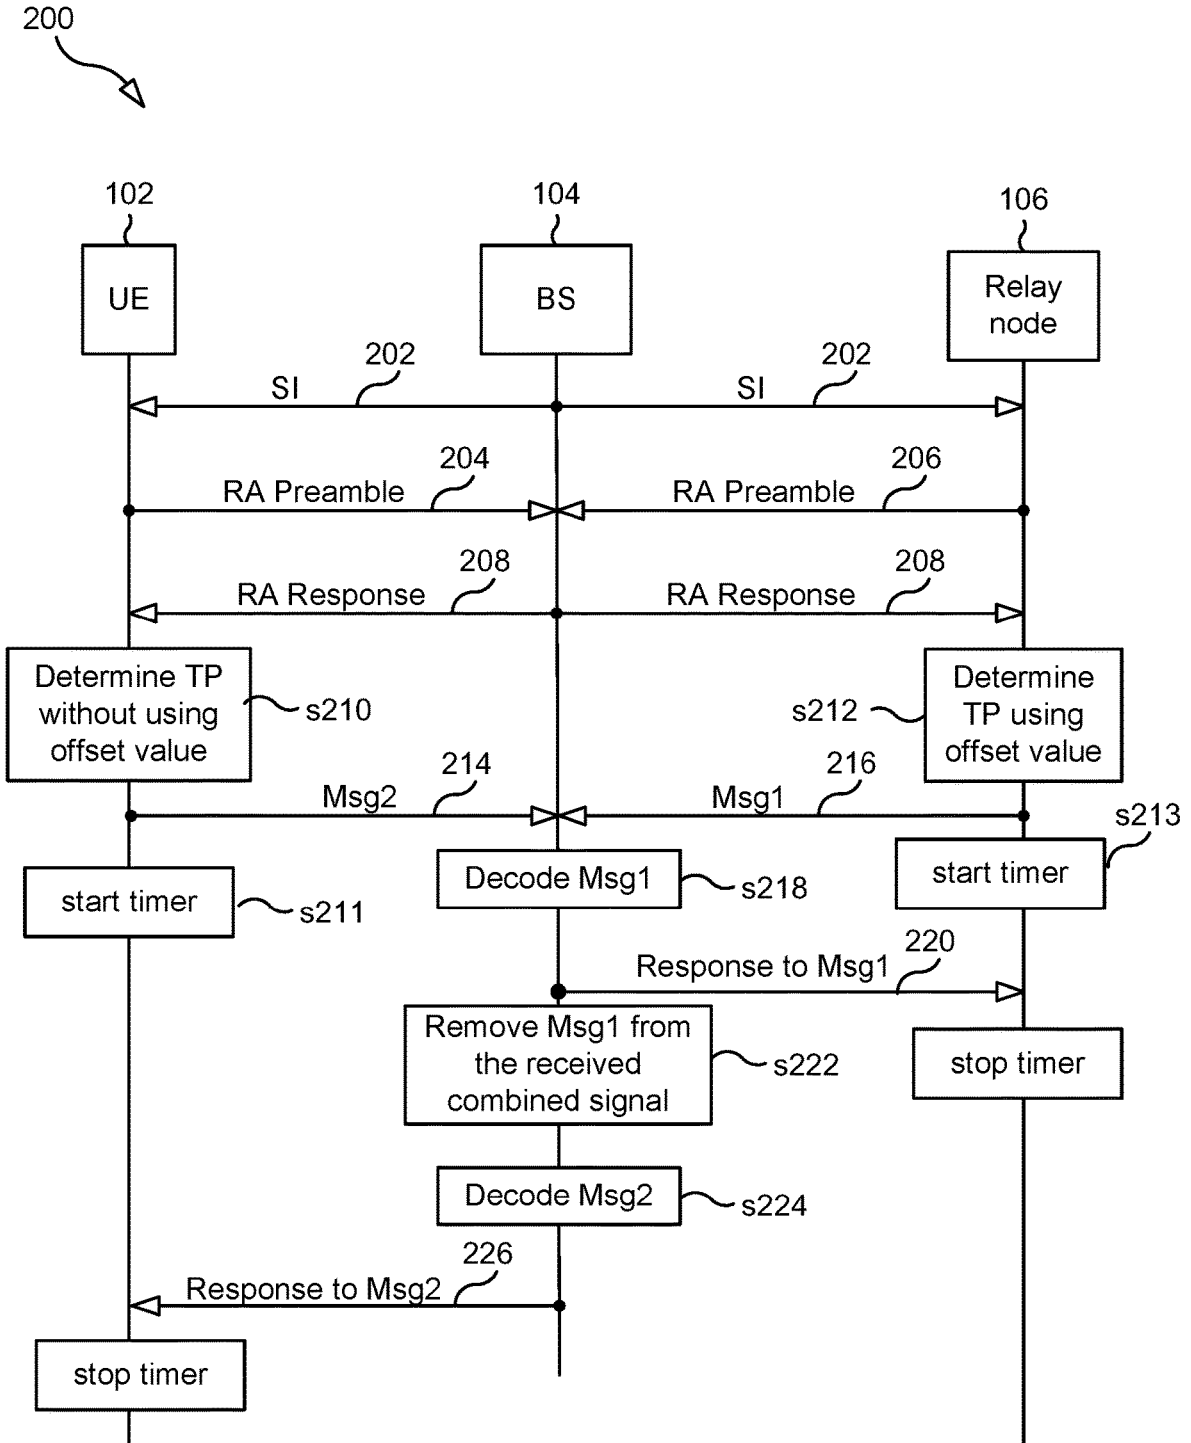 200
102
104
106
UE
BS
Relay
node
202
202
SI
SI
204
206
RA Preamble
RA Preamble
208
208
RA Response
RA Response
Determine TP
without using
offset value
s210
s212
Determine
TP using
offset value
214
216
Msg2
Msg1
s213
Decode Msg1
s218
start timer
start timer
s211
220
Response to Msg1
Remove Msg1 from
the received
combined signal
s222
stop timer
Decode Msg2
s224
226
Response to Msg2
stop timer